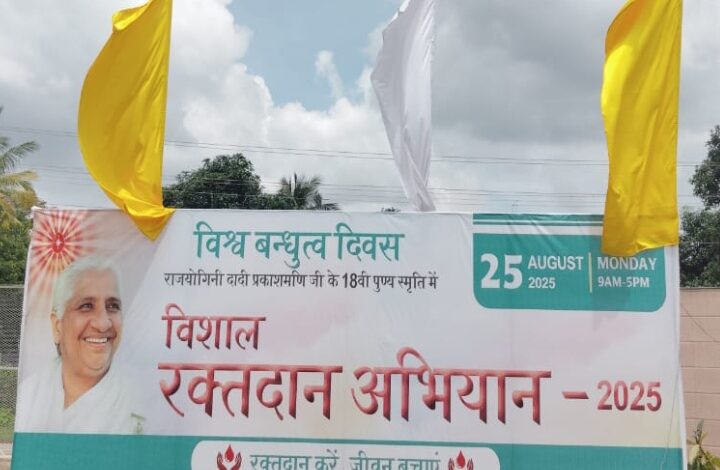 विश्व बन्धुत्व दिवस
राजयोगिनी दादी प्रकाशमणि जी के 18वी पुण्य स्मृति में
25 AUGUST 2025 MONDAY 9AM-5PM
विशाल
रक्तदान अभियान – 2025
रक्तदान करें, जीवन बचाएं